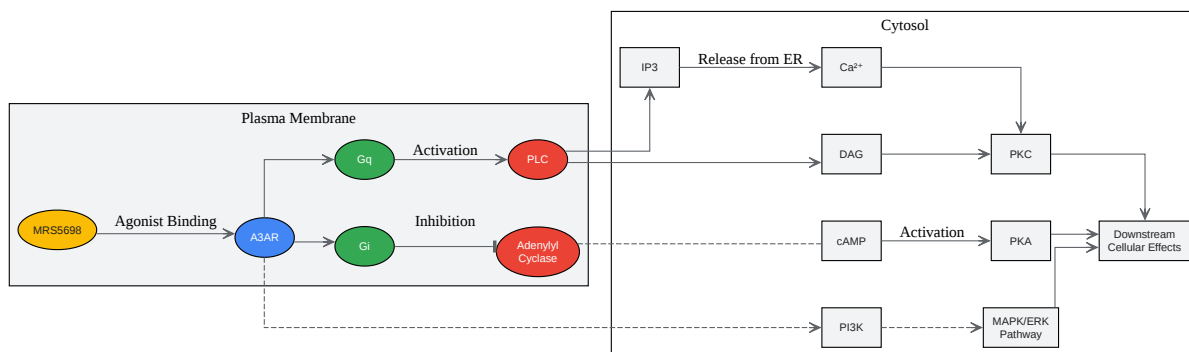 Cytosol
IP3
Release from ER
Ca²⁺
Plasma Membrane
Gq
Activation
PLC
DAG
PKC
MRS5698
Agonist Binding
A3AR
Gi
Inhibition
Adenylyl
Cyclase
cAMP
Activation
PKA
Downstream
Cellular Effects
PI3K
MAPK/ERK
Pathway